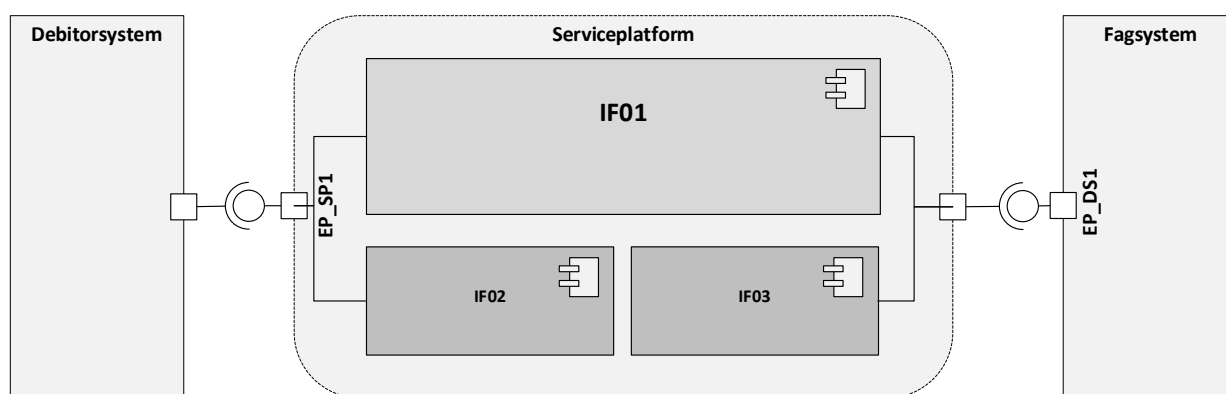 Debitorsystem
Serviceplatform
Fagsystem
IF01
EP_SP1
EP_DS1
IF02
IF03